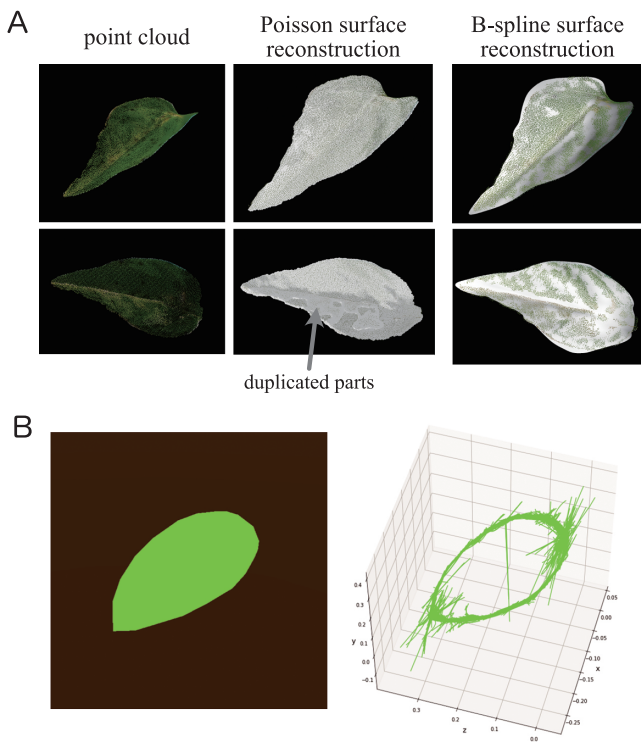 A
point cloud
Poisson surface
reconstruction
B-spline surface
reconstruction
duplicated parts
B
0.4
0.3
0.2
0.1
0.0
-0.1
y
0.3
0.2
0.1
0.0
z
0.05
0.00
-0.05
-0.10
-0.15
-0.20
-0.25
x